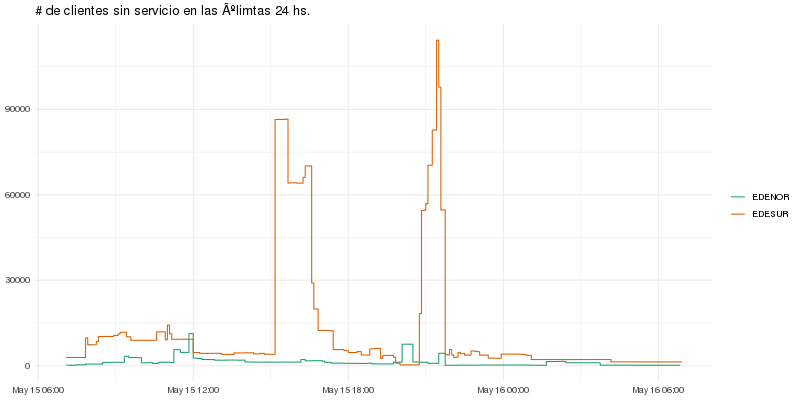 # de clientes sin servicio en las Ãºlimtas 24 hs.
90000
60000
30000
0
May 15 06:00
May 15 12:00
May 15 18:00
May 16 00:00
May 16 06:00
EDENOR
EDESUR